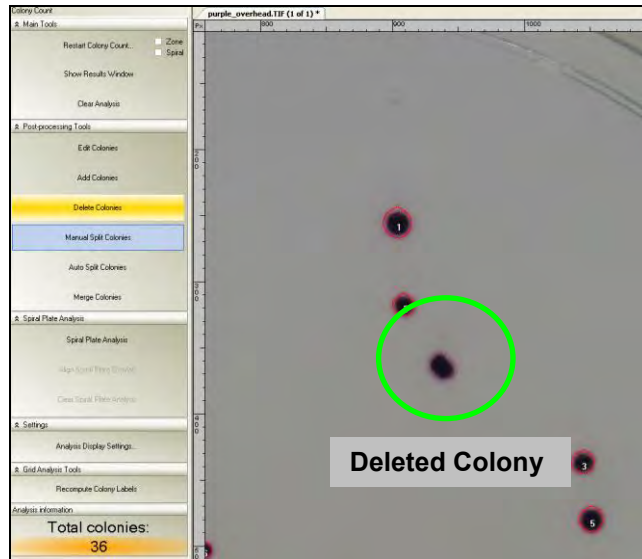 Colony Count
Main Tools
Restart Colony Count...
Zone
Spiral
Show Results Window
Clear Analysis
Post-processing Tools
Edit Colonies
Add Colonies
Delete Colonies
Manual Split Colonies
Auto Split Colonies
Merge Colonies
Spiral Plate Analysis
Spiral Plate Analysis
Settings
Analysis Display Settings...
Grid Analysis Tools
Recompute Colony Labels
Analysis information
Total colonies:
36
purple_overhead.TIF (1 of 1) *
Px
800
900
1000
1
Deleted Colony
3
5